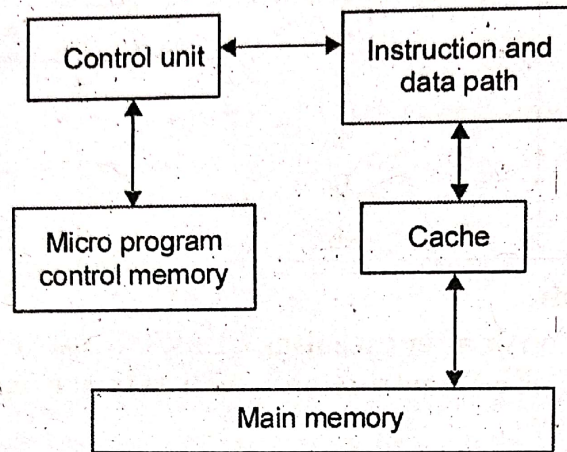 Control unit
Instruction and
data path
Micro program
control memory
Cache
Main memory